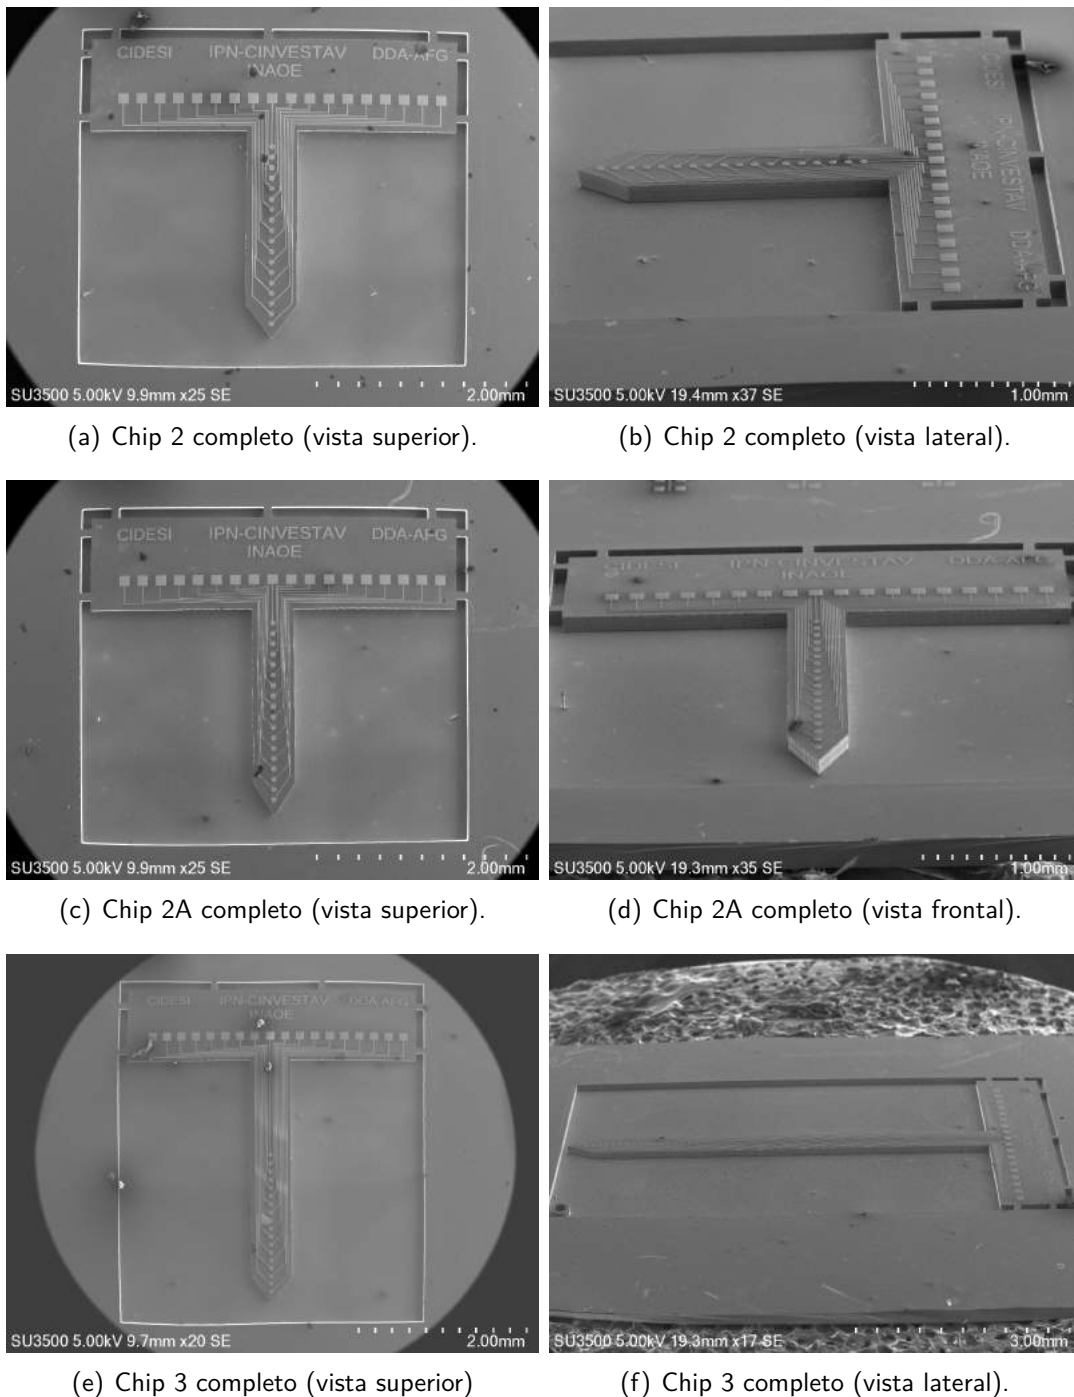 CIDESI IPN-CINVESTAV DDA-AFG
INAOE
SU3500 5.00kV 9.9mm x25 SE 2.00mm
(a) Chip 2 completo (vista superior).
CIDESI IPN-CINVESTAV DDA-AFG
INAOE
SU3500 5.00kV 19.4mm x37 SE 1.00mm
(b) Chip 2 completo (vista lateral).
CIDESI IPN-CINVESTAV DDA-AFG
INAOE
SU3500 5.00kV 9.9mm x25 SE 2.00mm
(c) Chip 2A completo (vista superior).
CIDESI IPN-CINVESTAV DDA-AFG
INAOE
SU3500 5.00kV 19.3mm x35 SE 1.00mm
(d) Chip 2A completo (vista frontal).
CIDESI IPN-CINVESTAV DDA-AFG
INAOE
SU3500 5.00kV 9.7mm x20 SE 2.00mm
(e) Chip 3 completo (vista superior)
SU3500 5.00kV 19.3mm x17 SE 3.00mm
(f) Chip 3 completo (vista lateral).